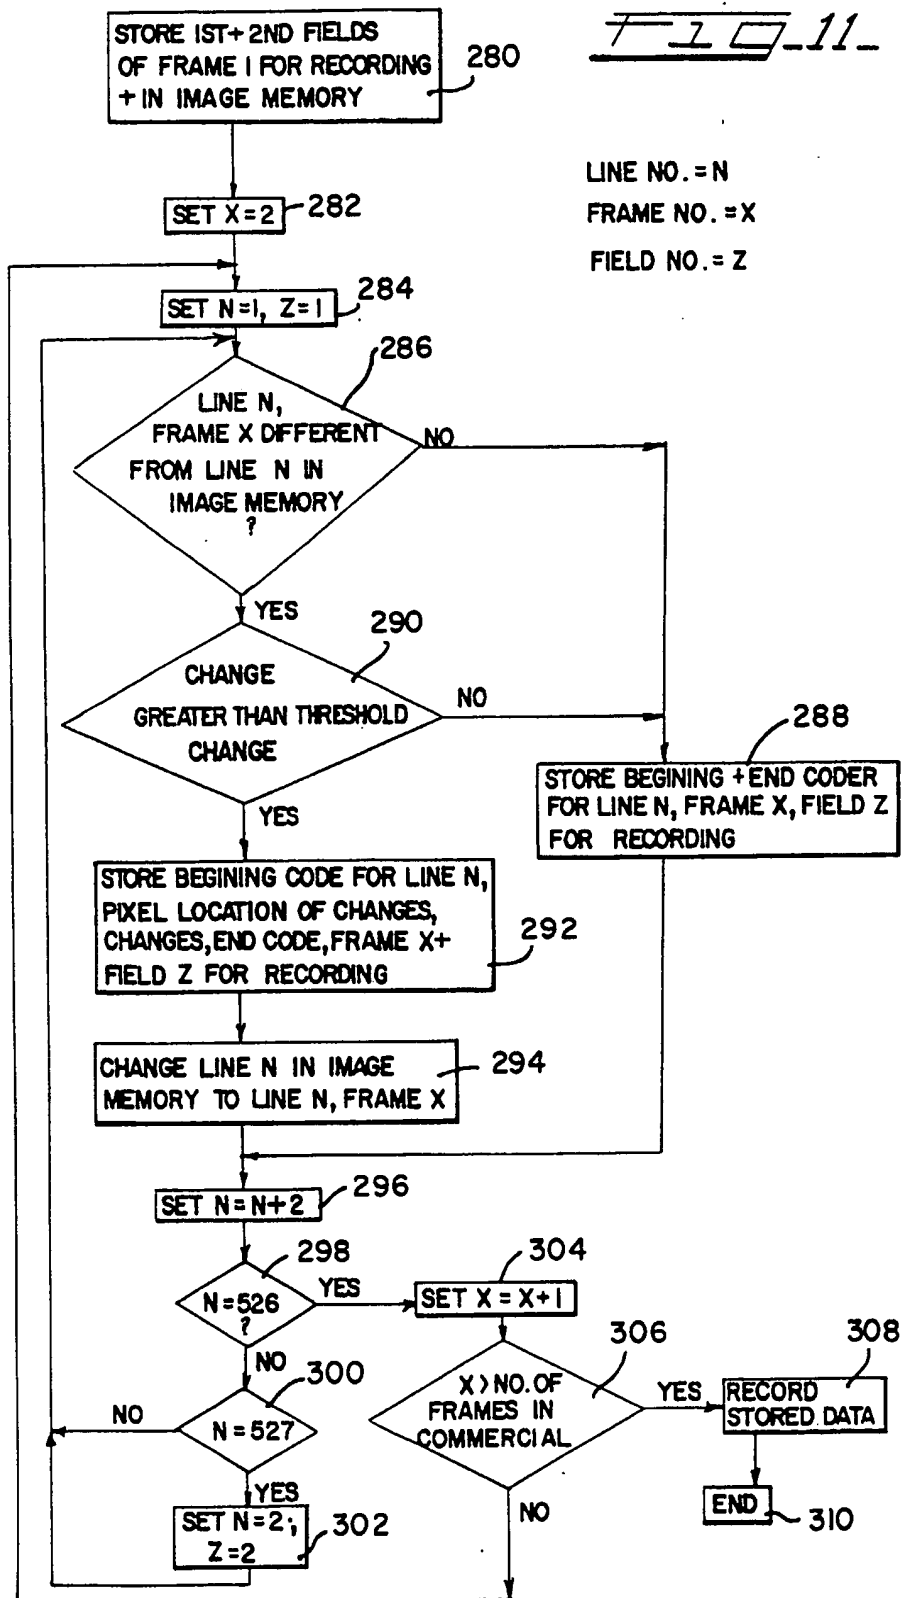 Fig_11_
STORE 1ST+2ND FIELDS
OF FRAME 1 FOR RECORDING
+ IN IMAGE MEMORY
280
LINE NO.=N
FRAME NO.=X
FIELD NO.=Z
SET X=2
282
SET N=1, Z=1
284
286
LINE N,
FRAME X DIFFERENT
FROM LINE N IN
IMAGE MEMORY
?
NO
YES
290
CHANGE
GREATER THAN THRESHOLD
CHANGE
NO
YES
288
STORE BEGINING +END CODER
FOR LINE N, FRAME X, FIELD Z
FOR RECORDING
STORE BEGINING CODE FOR LINE N,
PIXEL LOCATION OF CHANGES,
CHANGES,END CODE,FRAME X+
FIELD Z FOR RECORDING
292
CHANGE LINE N IN IMAGE
MEMORY TO LINE N, FRAME X
294
SET N=N+2
296
298
N=526
?
YES
NO
304
SET X=X+1
300
N=527
NO
YES
306
X>NO.OF
FRAMES IN
COMMERCIAL
YES
NO
308
RECORD
STORED DATA
END
310
SET N=2;,
Z=2
302